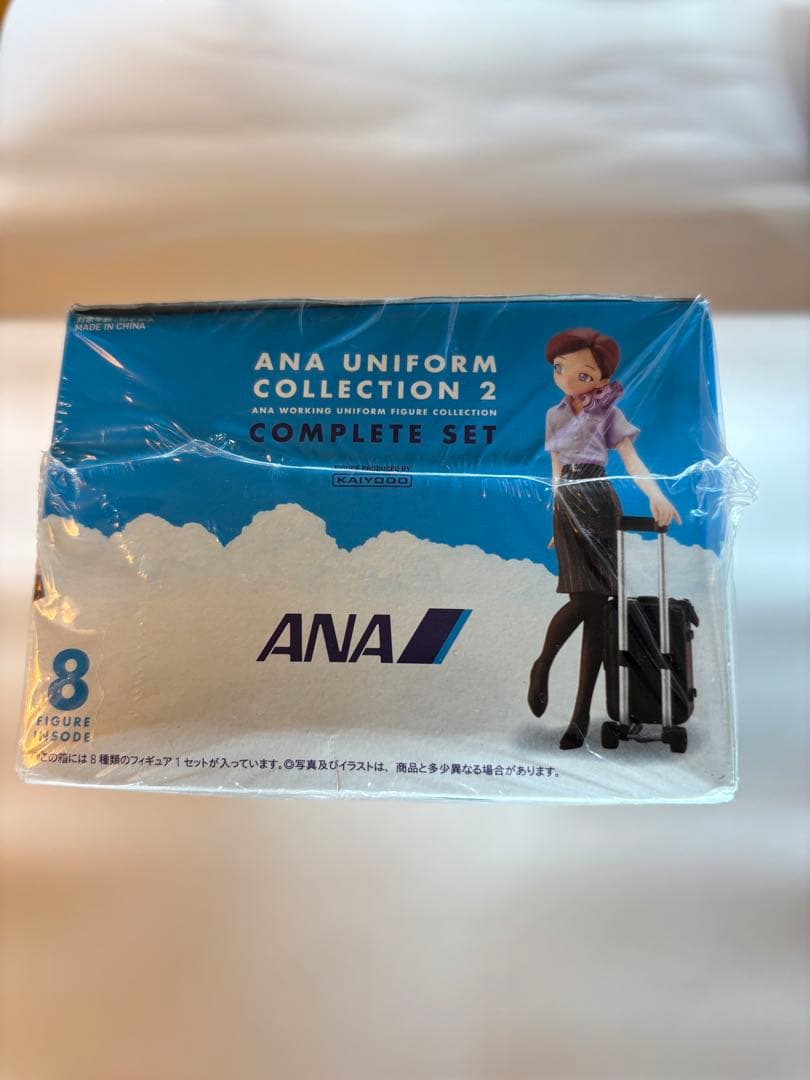 MADE IN CHINA
ANA UNIFORM
COLLECTION 2
ANA WORKING UNIFORM FIGURE COLLECTION
COMPLETE SET
FIGURE PRODUCED BY
KAIYODO
ANA
8
FIGURE
INSODE
◎この箱には8種類のフィギュア1セットが入っています。◎写真及びイラストは、商品と多少異なる場合があります。